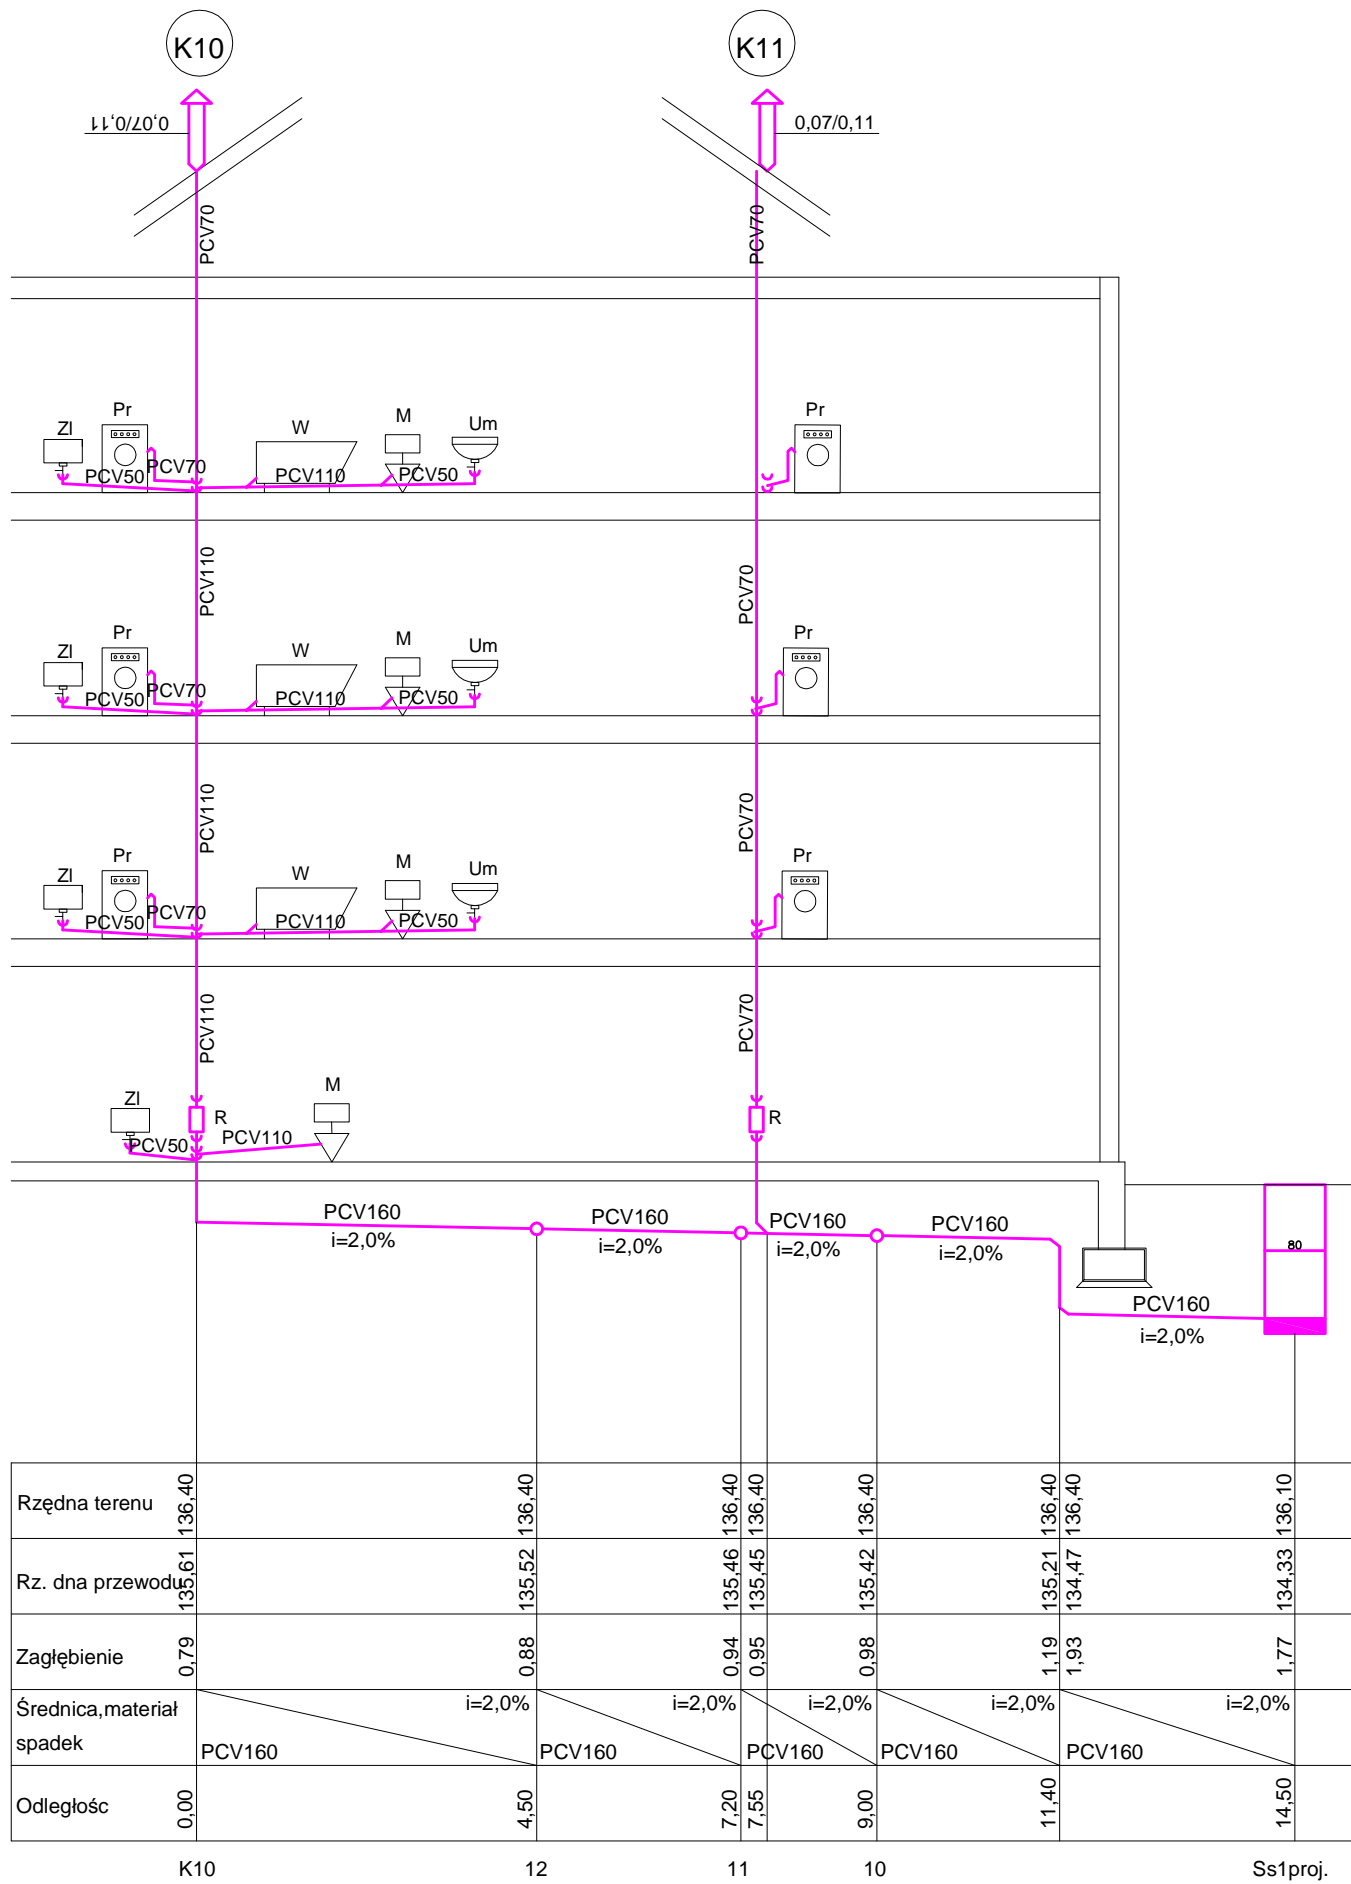 K10
K11
0,07/0,11
0,07/0,11
PCV70
PCV70
Zl
Pr
W
M
Um
Pr
PCV50
PCV70
PCV110
PCV50
PCV110
PCV70
Zl
Pr
W
M
Um
Pr
PCV50
PCV70
PCV110
PCV50
PCV110
PCV70
Zl
Pr
W
M
Um
Pr
PCV50
PCV70
PCV110
PCV50
PCV110
PCV70
Zl
R
M
R
PCV50
PCV110
PCV160
i=2,0%
PCV160
i=2,0%
PCV160
i=2,0%
PCV160
i=2,0%
80
PCV160
i=2,0%
Rzędna terenu 136,40 136,40 136,40 136,40 136,40 136,40 136,40 136,10
Rz. dna przewodu 135,61 135,52 135,46 135,45 135,42 135,21 134,47 134,33
Zagłębienie 0,79 0,88 0,94 0,95 0,98 1,19 1,93 1,77
Średnica,materiał i=2,0% i=2,0% i=2,0% i=2,0% i=2,0%
spadek PCV160 PCV160 PCV160 PCV160 PCV160
Odległośc 0,00 4,50 7,20 7,55 9,00 11,40 14,50
K10 12 11 10 Ss1proj.